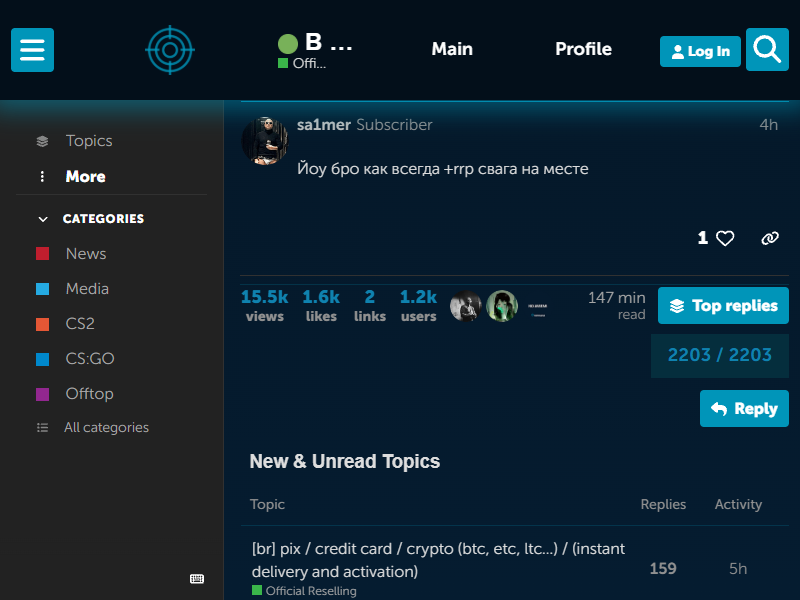 B ...
Offi...
Main
Profile
Log In
Topics
More
CATEGORIES
News
Media
CS2
CS:GO
Offtop
All categories
sa1mer Subscriber
4h
Йоу бро как всегда +rrp свага на месте
1
15.5k views
1.6k likes
2 links
1.2k users
147 min read
Top replies
2203 / 2203
Reply
New & Unread Topics
Topic
Replies
Activity
[br] pix / credit card / crypto (btc, etc, ltc...) / (instant
delivery and activation)
159
5h
Official Reselling